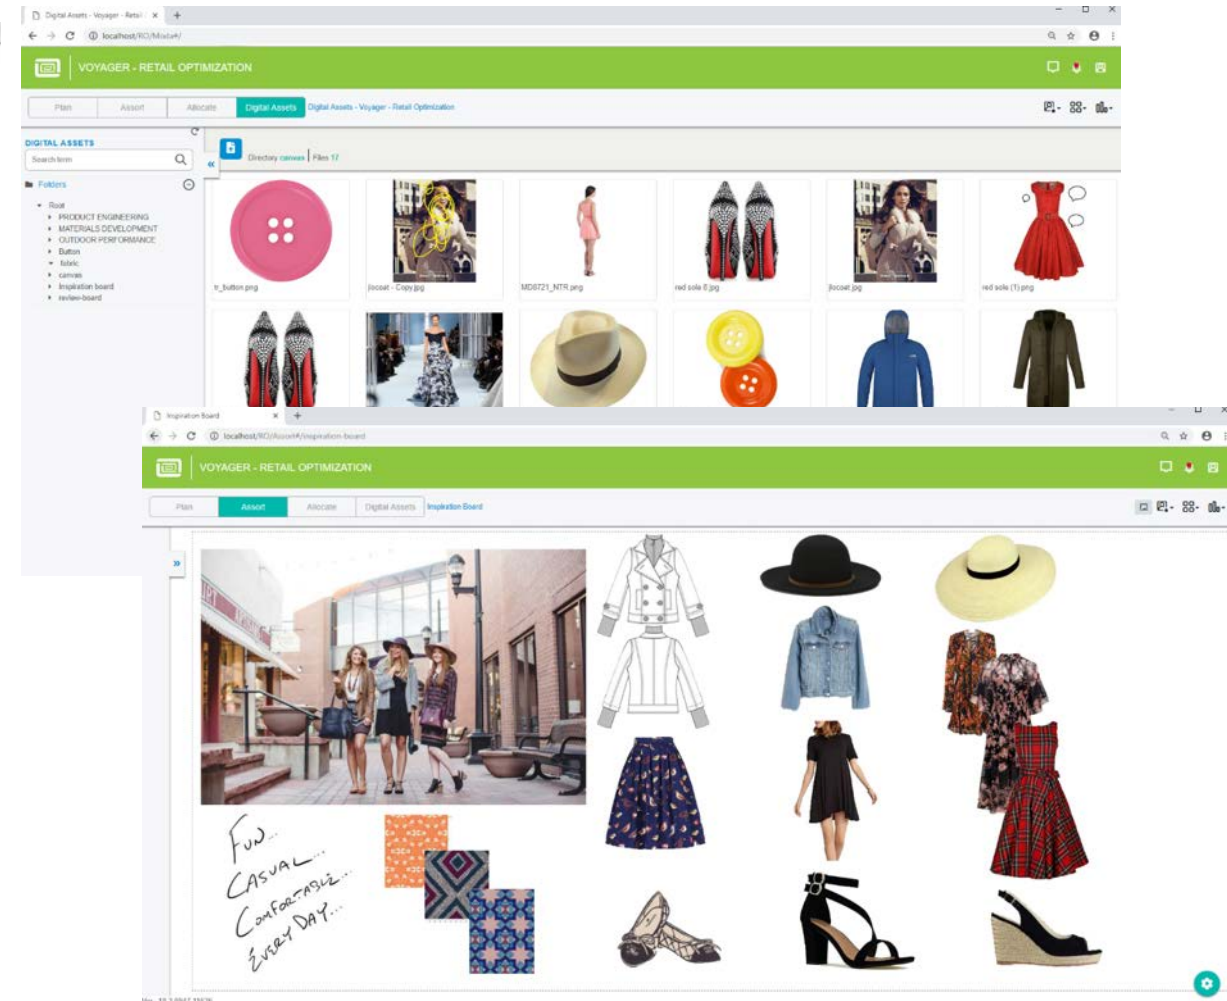 Digital Assets - Voyager - Retail
localhost/RO/Moda#/
VOYAGER - RETAIL OPTIMIZATION
Plan
Assort
Allocate
Digital Assets
Digital Assets - Voyager - Retail Optimization
DIGITAL ASSETS
Search term
Directory canvas | Files 17
Folders
Root
PRODUCT ENGINEERING
MATERIALS DEVELOPMENT
OUTDOOR PERFORMANCE
Button
fabric
canvas
Inspiration board
review-board
tr_button.png
jlocoat - Copy.jpg
MD8721_NTR.png
red sole 8.jpg
jlocoat.jpg
red sole (1).png
Inspiration Board
localhost/RO/Assort#/inspiration-board
VOYAGER - RETAIL OPTIMIZATION
Plan
Assort
Allocate
Digital Assets
Inspiration Board
FUN...
CASUAL...
COMFORTABLE...
EVERY DAY...